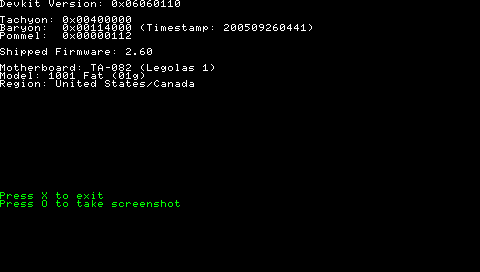 Devkit Version: 0x06060110
Tachyon: 0x00400000
Baryon: 0x00114000 (Timestamp: 200509260441)
Pommel: 0x00000112
Shipped Firmware: 2.60
Motherboard: TA-082 (Legolas 1)
Model: 1001 Fat (01g)
Region: United States/Canada
Press X to exit
Press O to take screenshot